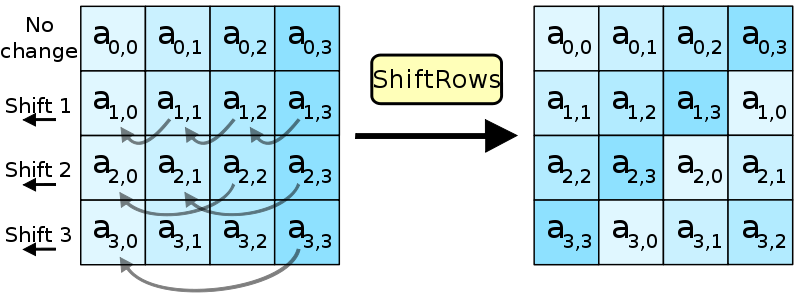 No
change
a0,0 a0,1 a0,2 a0,3
Shift 1
a1,0 a1,1 a1,2 a1,3
Shift 2
a2,0 a2,1 a2,2 a2,3
Shift 3
a3,0 a3,1 a3,2 a3,3
ShiftRows
a0,0 a0,1 a0,2 a0,3
a1,1 a1,2 a1,3 a1,0
a2,2 a2,3 a2,0 a2,1
a3,3 a3,0 a3,1 a3,2